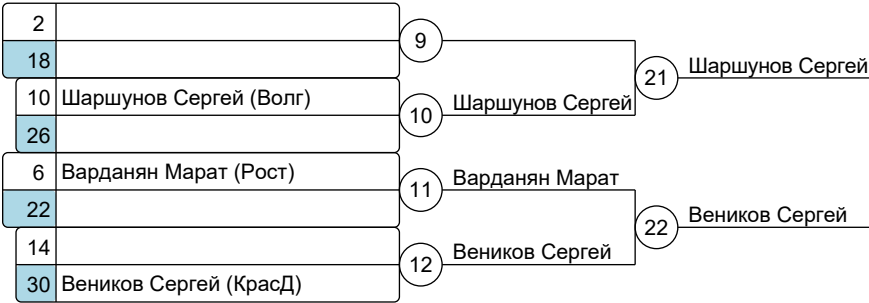 2
18
9
10 Шаршунов Сергей (Волг)
26
10
Шаршунов Сергей
21
Шаршунов Сергей
6 Варданян Марат (Рост)
22
11
Варданян Марат
14
30 Веников Сергей (КрасД)
12
Веников Сергей
22
Веников Сергей